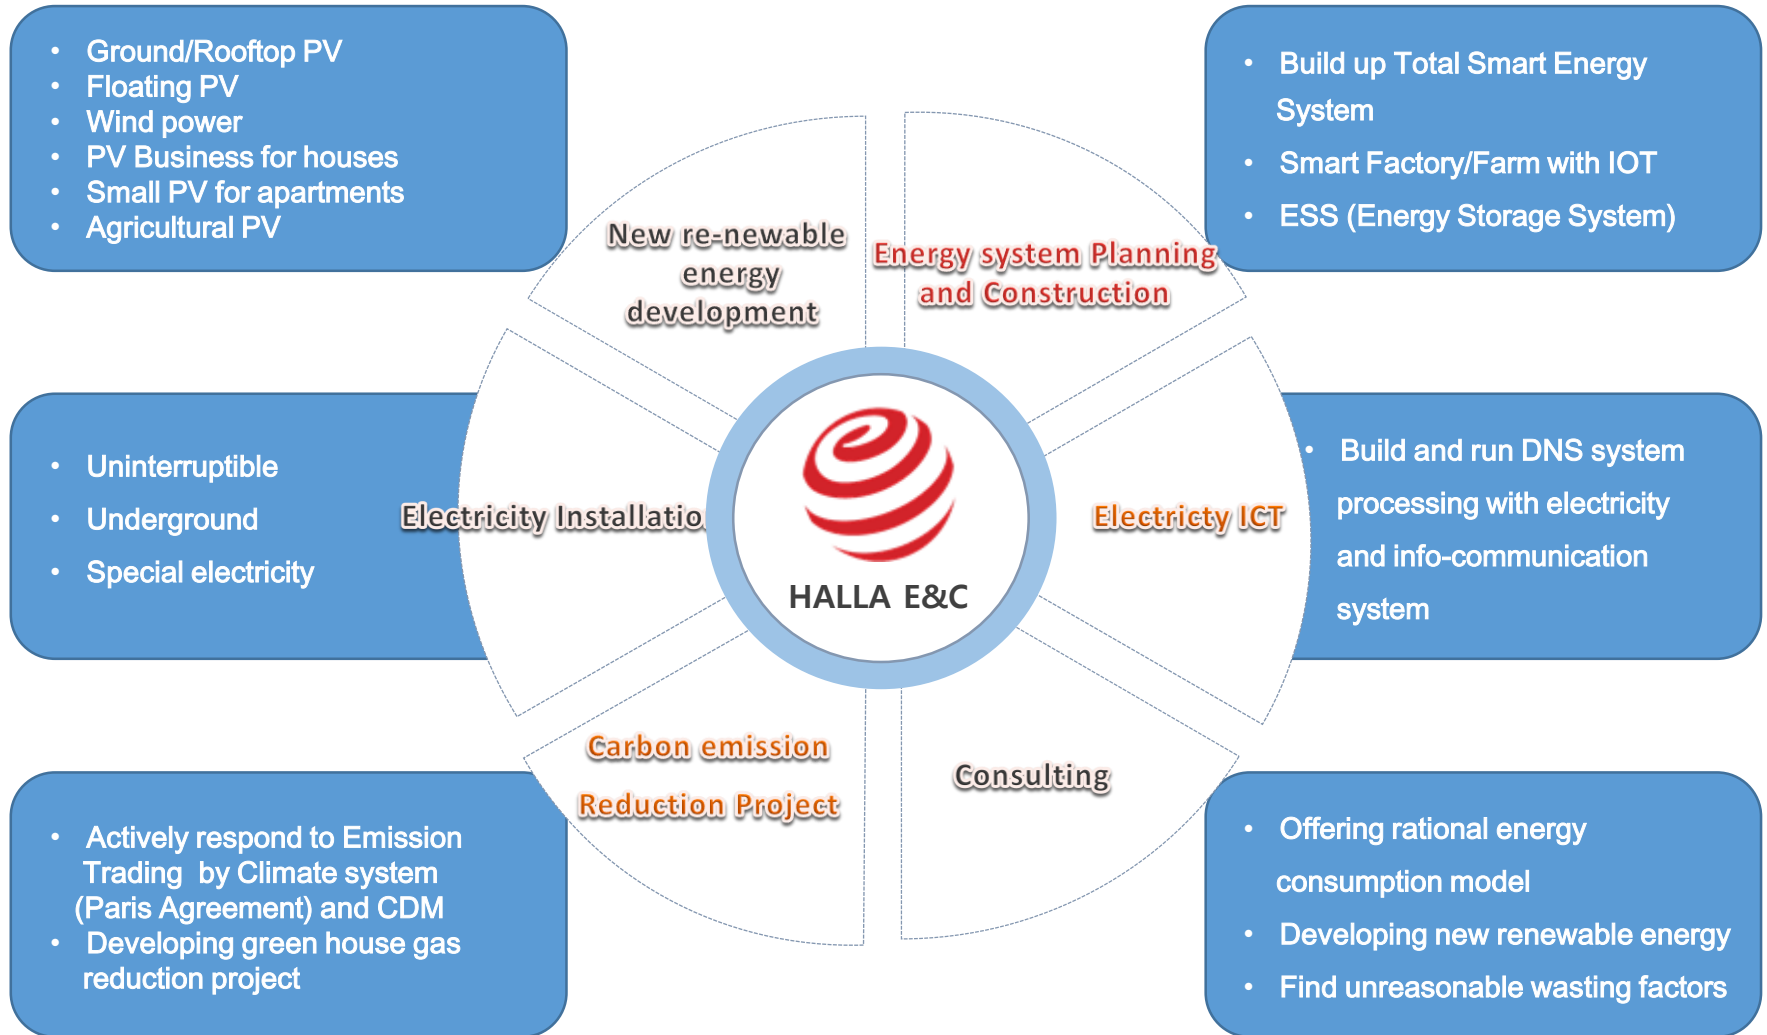 • Ground/Rooftop PV
• Floating PV
• Wind power
• PV Business for houses
• Small PV for apartments
• Agricultural PV
New re-newable
energy
development
Energy system Planning
and Construction
• Build up Total Smart Energy
System
• Smart Factory/Farm with IOT
• ESS (Energy Storage System)
• Uninterruptible
• Underground
• Special electricity
Electricity Installatio
HALLA E&C
Electricty ICT
• Build and run DNS system
processing with electricity
and info-communication
system
• Actively respond to Emission
Trading by Climate system
(Paris Agreement) and CDM
• Developing green house gas
reduction project
Carbon emission
Reduction Project
Consulting
• Offering rational energy
consumption model
• Developing new renewable energy
• Find unreasonable wasting factors